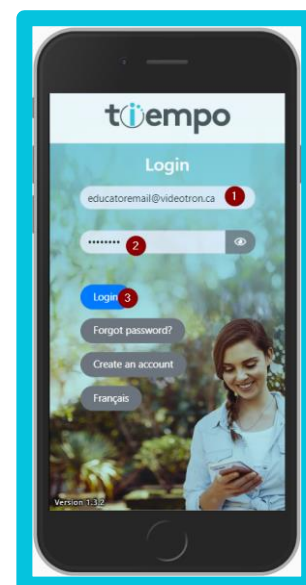 tiempo
Login
educatoremail@videotron.ca 1
•••••••• 2
Login 3
Forgot password?
Create an account
Français
Version 1.3.2